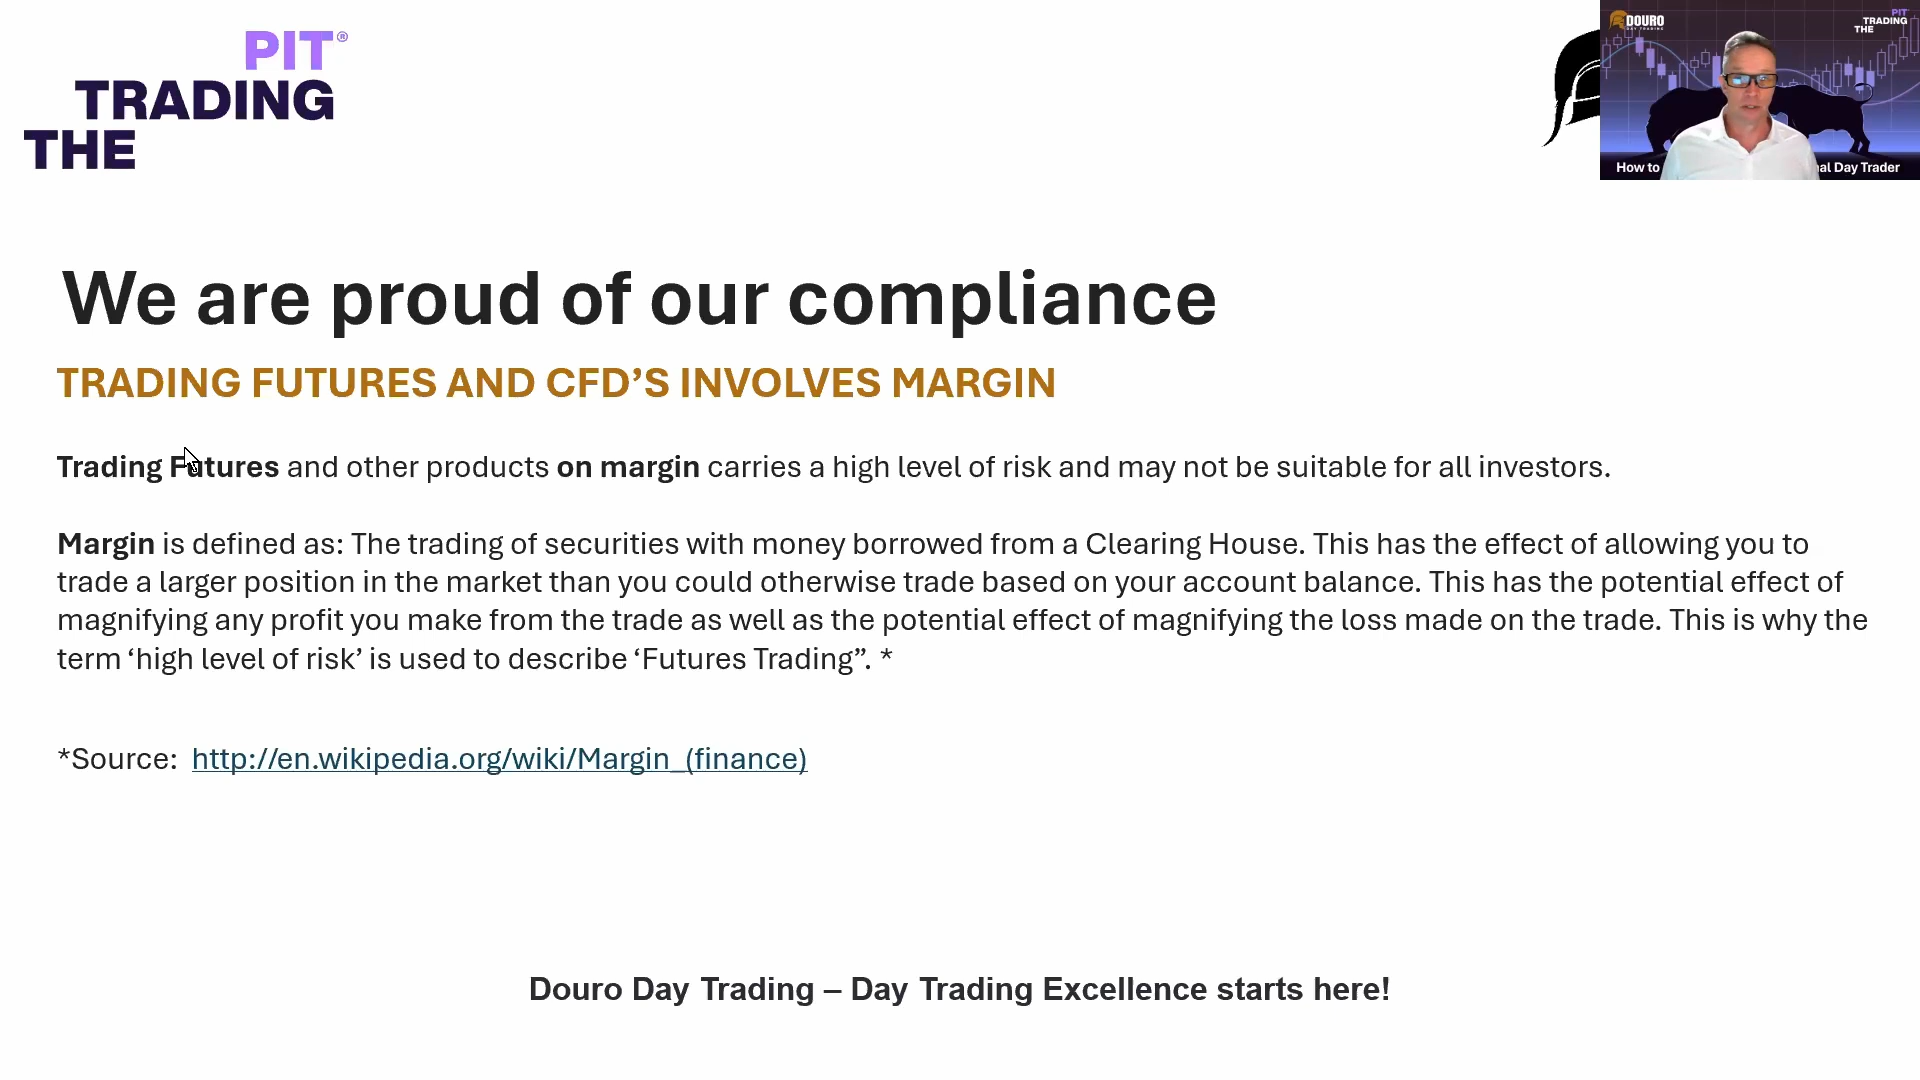 PIT®
TRADING
THE
DOURO
DAY TRADING
PIT
TRADING
THE
How to
al Day Trader
We are proud of our compliance
TRADING FUTURES AND CFD’S INVOLVES MARGIN
Trading Futures and other products on margin carries a high level of risk and may not be suitable for all investors.
Margin is defined as: The trading of securities with money borrowed from a Clearing House. This has the effect of allowing you to
trade a larger position in the market than you could otherwise trade based on your account balance. This has the potential effect of
magnifying any profit you make from the trade as well as the potential effect of magnifying the loss made on the trade. This is why the
term ‘high level of risk’ is used to describe ‘Futures Trading”. *
*Source: http://en.wikipedia.org/wiki/Margin_(finance)
Douro Day Trading – Day Trading Excellence starts here!